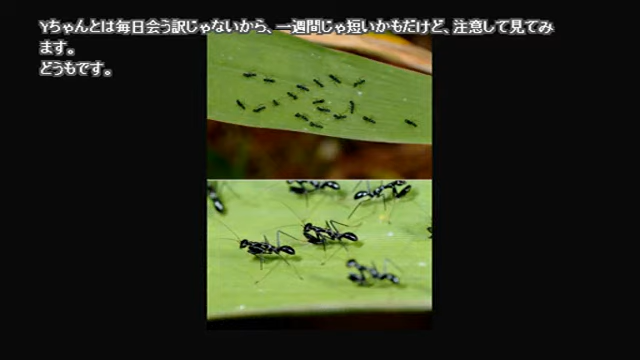 Yちゃんとは毎日会う訳じゃないから、一週間じゃ短いかもだけど、注意して見てみ
ます。
どうもです。